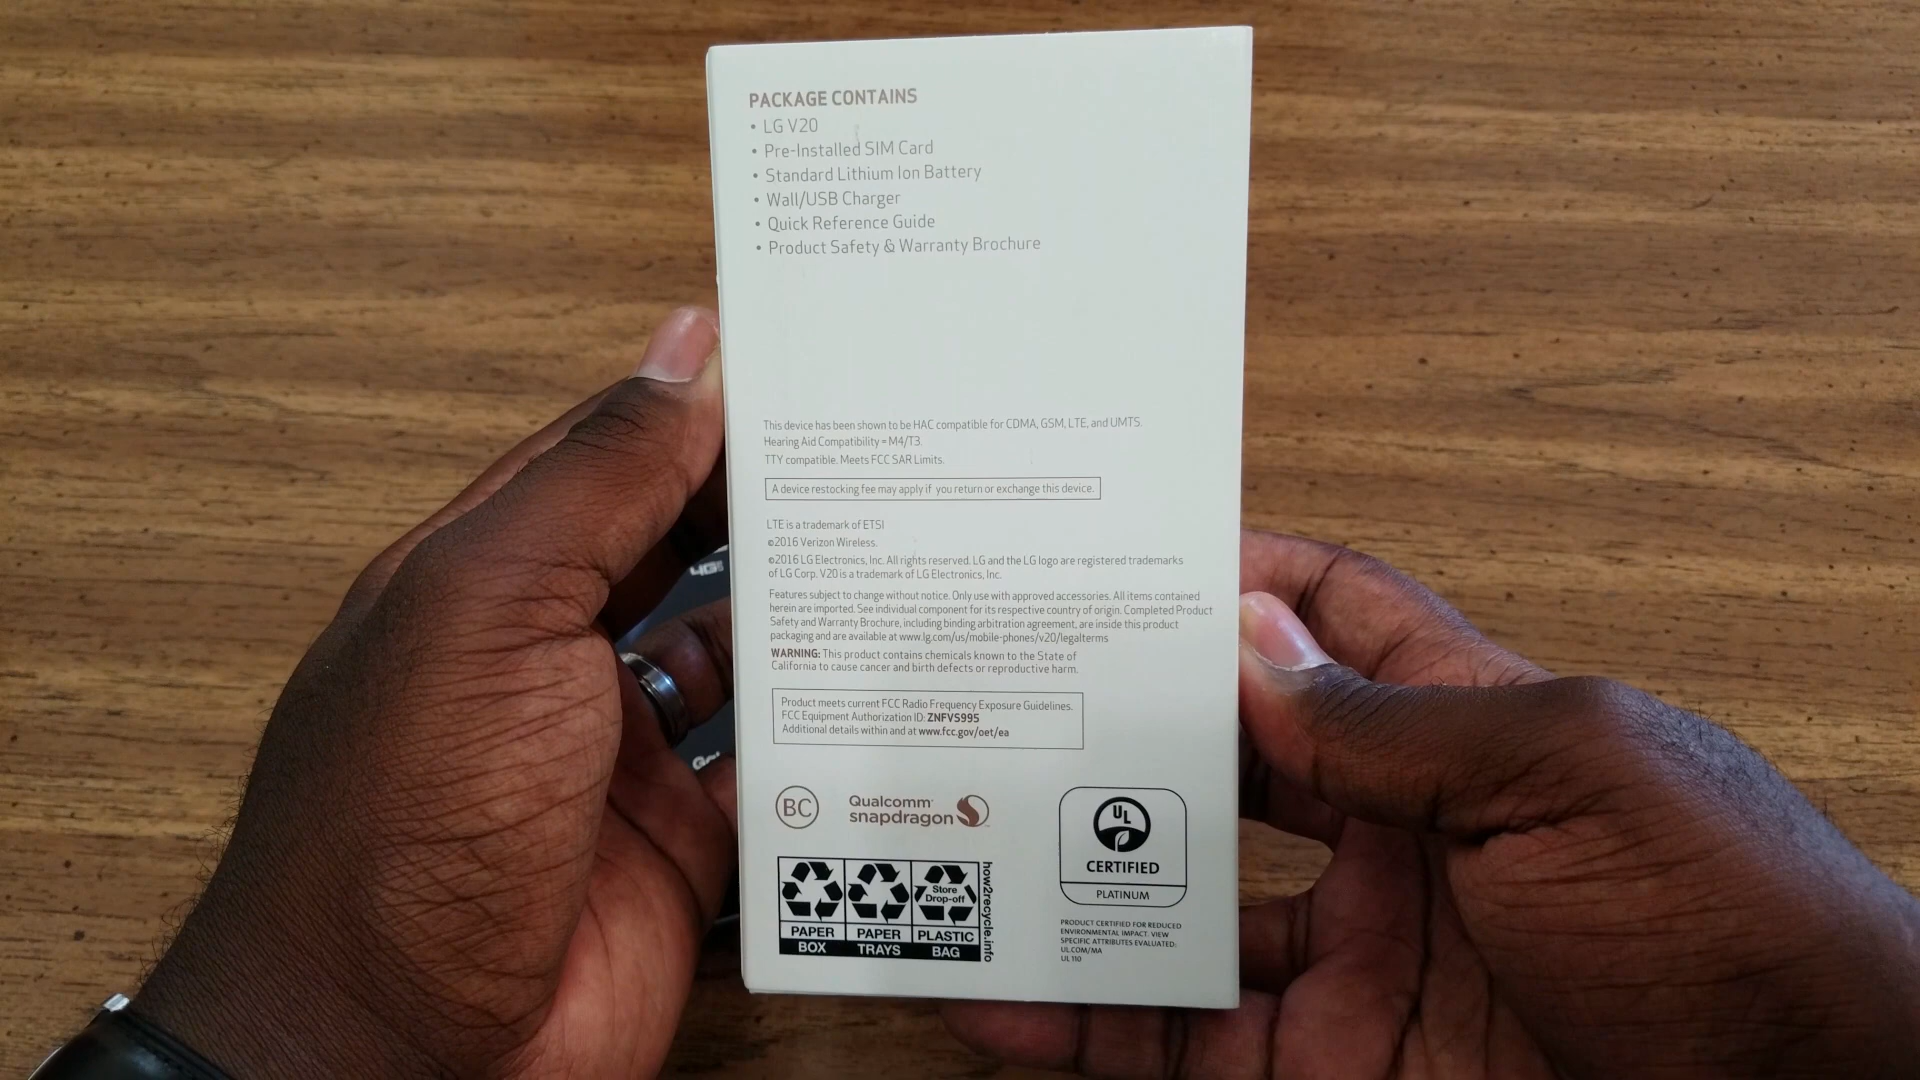 PACKAGE CONTAINS
• LG V20
• Pre-Installed SIM Card
• Standard Lithium Ion Battery
• Wall/USB Charger
• Quick Reference Guide
• Product Safety & Warranty Brochure
This device has been shown to be HAC compatible for CDMA, GSM, LTE, and UMTS.
Hearing Aid Compatibility = M4/T3.
TTY compatible. Meets FCC SAR Limits.
A device restocking fee may apply if you return or exchange this device.
LTE is a trademark of ETSI
©2016 Verizon Wireless.
©2016 LG Electronics, Inc. All rights reserved. LG and the LG logo are registered trademarks
of LG Corp. V20 is a trademark of LG Electronics, Inc.
Features subject to change without notice. Only use with approved accessories. All items contained
herein are imported. See individual component for its respective country of origin. Completed Product
Safety and Warranty Brochure, including binding arbitration agreement, are inside this product
packaging and are available at www.lg.com/us/mobile-phones/v20/legalterms
WARNING: This product contains chemicals known to the State of
California to cause cancer and birth defects or reproductive harm.
Product meets current FCC Radio Frequency Exposure Guidelines.
FCC Equipment Authorization ID: ZNFVS995
Additional details within and at www.fcc.gov/oet/ea
BC
Qualcomm
snapdragon
UL
CERTIFIED
PLATINUM
Store
Drop-off
PAPER PAPER PLASTIC
BOX TRAYS BAG
how2recycle.info
PRODUCT CERTIFIED FOR REDUCED
ENVIRONMENTAL IMPACT. VIEW
SPECIFIC ATTRIBUTES EVALUATED:
UL.COM/MA
UL 110
4G